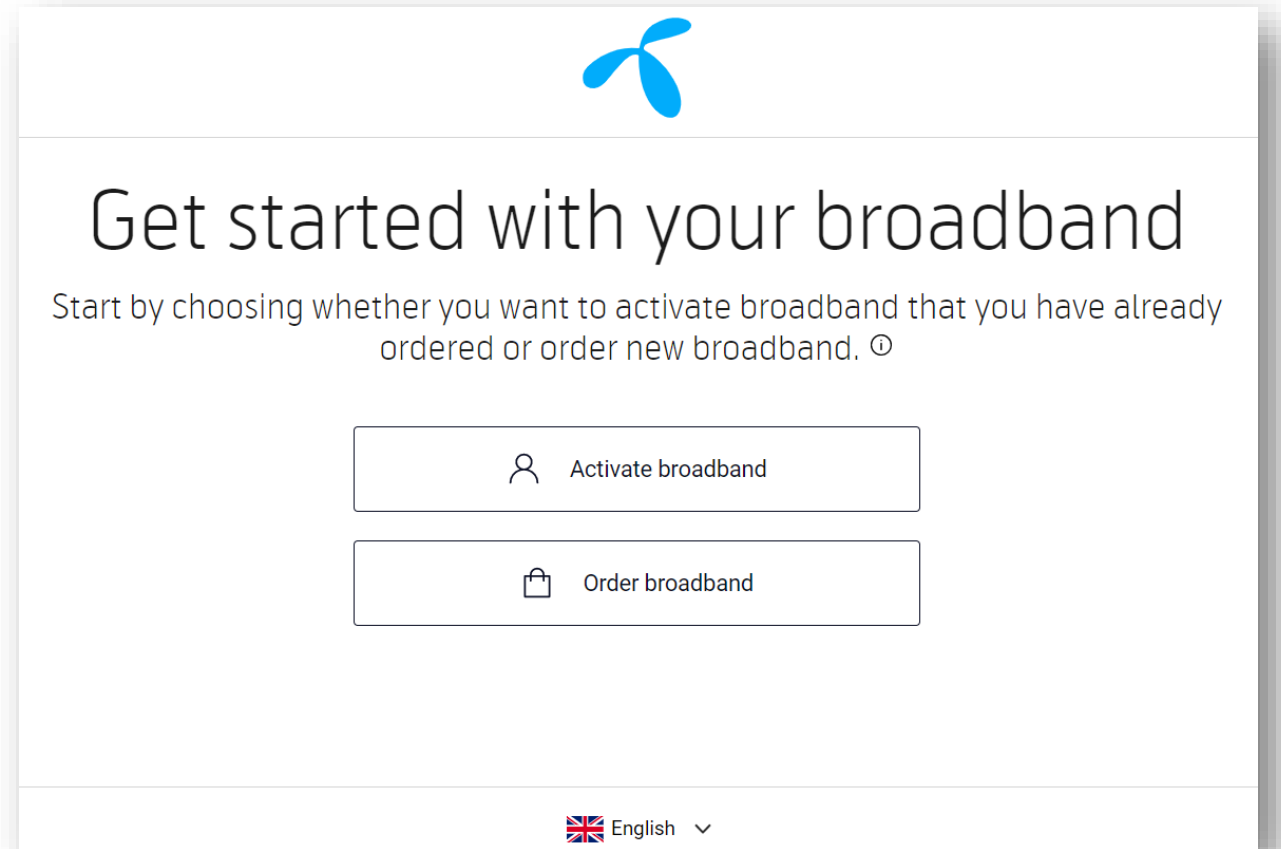 Get started with your broadband
Start by choosing whether you want to activate broadband that you have already
ordered or order new broadband.
Activate broadband
Order broadband
English